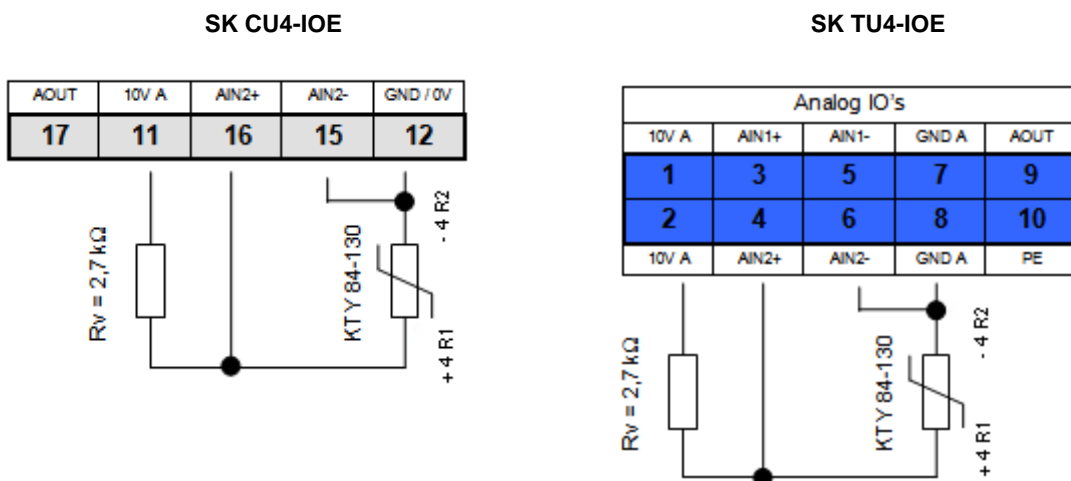 SK CU4-IOE
AOUT 10V A AIN2+ AIN2- GND / 0V
17 11 16 15 12
Rv = 2,7 kΩ
KTY 84-130
- 4 R2
+ 4 R1
SK TU4-IOE
Analog IO's
10V A AIN1+ AIN1- GND A AOUT
1 3 5 7 9
2 4 6 8 10
10V A AIN2+ AIN2- GND A PE
Rv = 2,7 kΩ
KTY 84-130
- 4 R2
+ 4 R1